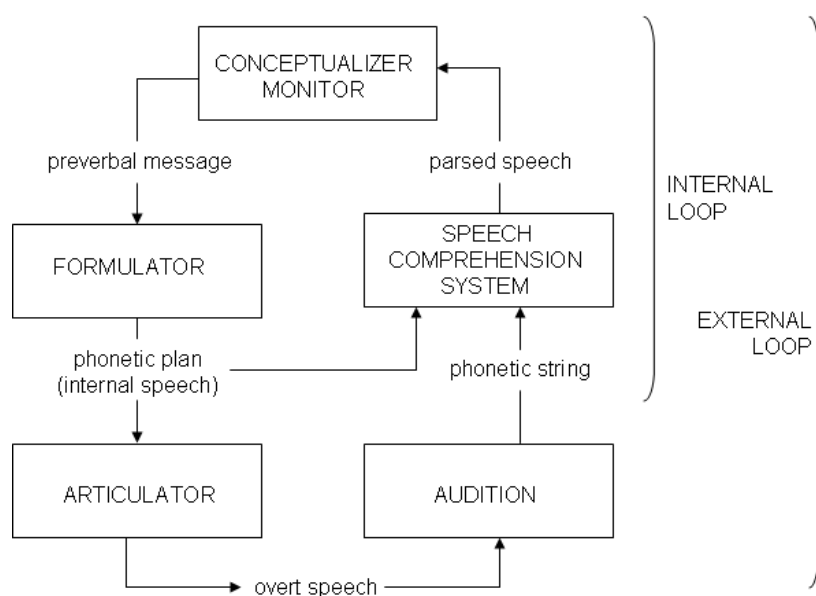 CONCEPTUALIZER
MONITOR
preverbal message
parsed speech
INTERNAL
LOOP
FORMULATOR
SPEECH
COMPREHENSION
SYSTEM
EXTERNAL
LOOP
phonetic plan
(internal speech)
phonetic string
ARTICULATOR
AUDITION
overt speech